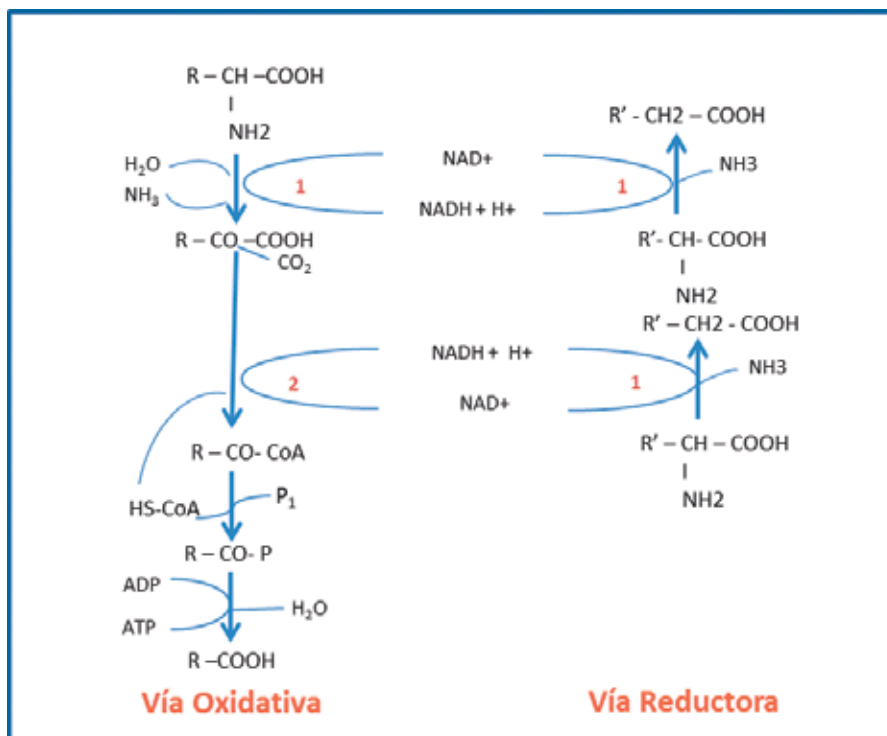 R – CH –COOH
NH2
H₂O
NH₃
1
R – CO –COOH
CO₂
2
R – CO- CoA
HS-CoA
P₁
R – CO- P
ADP
ATP
H₂O
R –COOH
Vía Oxidativa
NAD+
NADH + H+
NADH + H+
NAD+
R' - CH2 – COOH
1
NH3
R'- CH- COOH
NH2
R' – CH2 - COOH
1
NH3
R' – CH – COOH
NH2
Vía Reductora